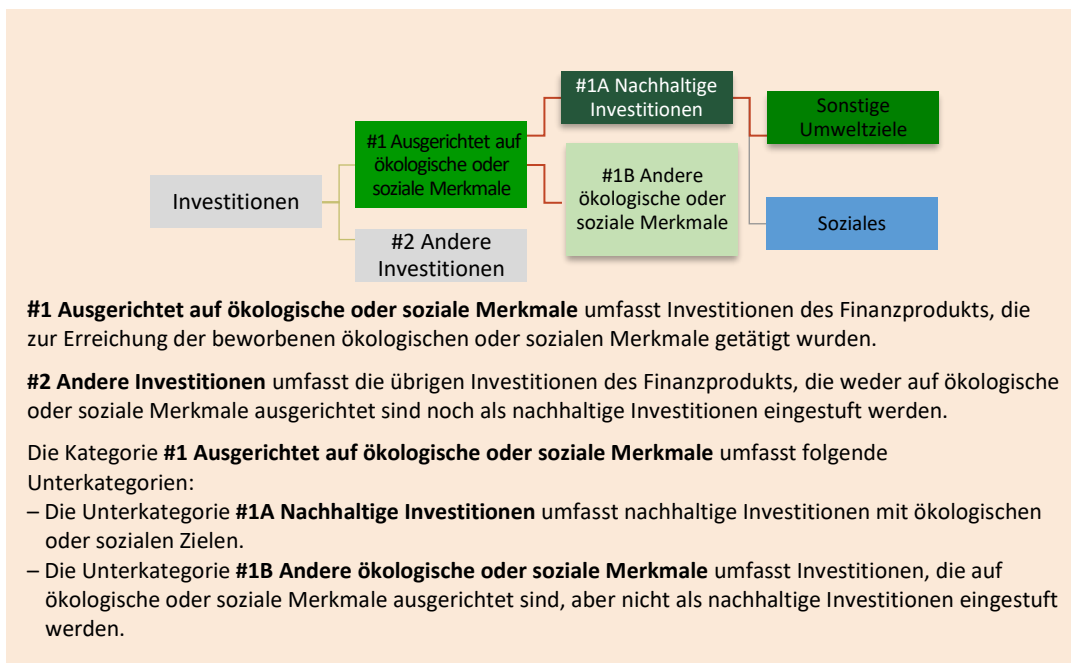 #1A Nachhaltige
Investitionen
Sonstige
Umweltziele
#1 Ausgerichtet auf
ökologische oder
soziale Merkmale
#1B Andere
ökologische oder
soziale Merkmale
Investitionen
Soziales
#2 Andere
Investitionen
#1 Ausgerichtet auf ökologische oder soziale Merkmale umfasst Investitionen des Finanzprodukts, die
zur Erreichung der beworbenen ökologischen oder sozialen Merkmale getätigt wurden.
#2 Andere Investitionen umfasst die übrigen Investitionen des Finanzprodukts, die weder auf ökologische
oder soziale Merkmale ausgerichtet sind noch als nachhaltige Investitionen eingestuft werden.
Die Kategorie #1 Ausgerichtet auf ökologische oder soziale Merkmale umfasst folgende
Unterkategorien:
– Die Unterkategorie #1A Nachhaltige Investitionen umfasst nachhaltige Investitionen mit ökologischen
oder sozialen Zielen.
– Die Unterkategorie #1B Andere ökologische oder soziale Merkmale umfasst Investitionen, die auf
ökologische oder soziale Merkmale ausgerichtet sind, aber nicht als nachhaltige Investitionen eingestuft
werden.